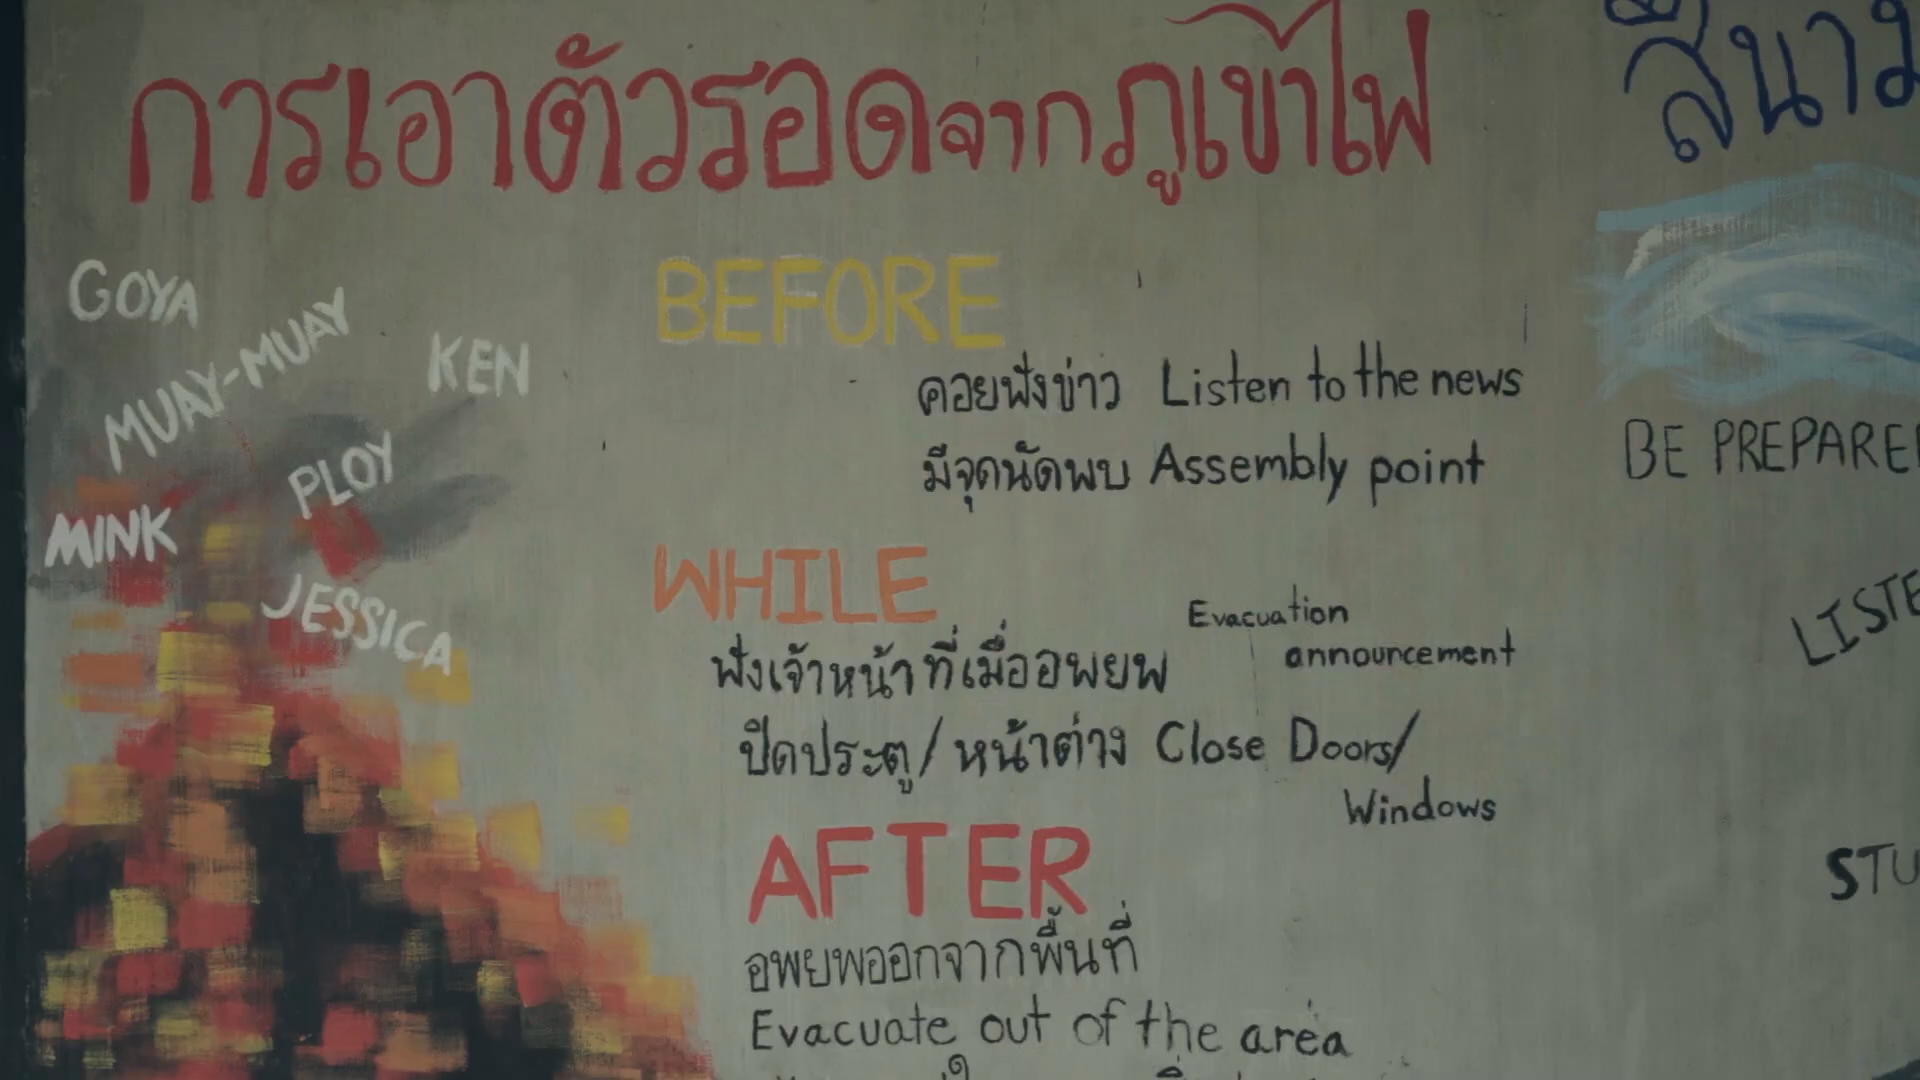 การเอาตัวรอดจากภูเขาไฟ
GOYA
MUAY-MUAY
KEN
PLOY
MINK
JESSICA
BEFORE
คอยฟังข่าว Listen to the news
มีจุดนัดพบ Assembly point
WHILE
ฟังเจ้าหน้าที่เมื่ออพยพ Evacuation announcement
ปิดประตู/หน้าต่าง Close Doors/
Windows
AFTER
อพยพออกจากพื้นที่
Evacuate out of the area
สึนามิ
BE PREPARE
LISTE
STU